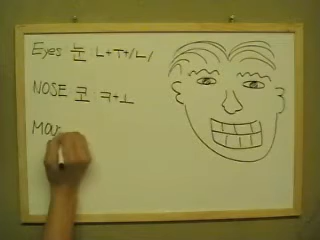 Eyes 눈 : ㄴ+ㅜ+/ㄴ/
NOSE 코 ㅋ+ㅗ
MOU